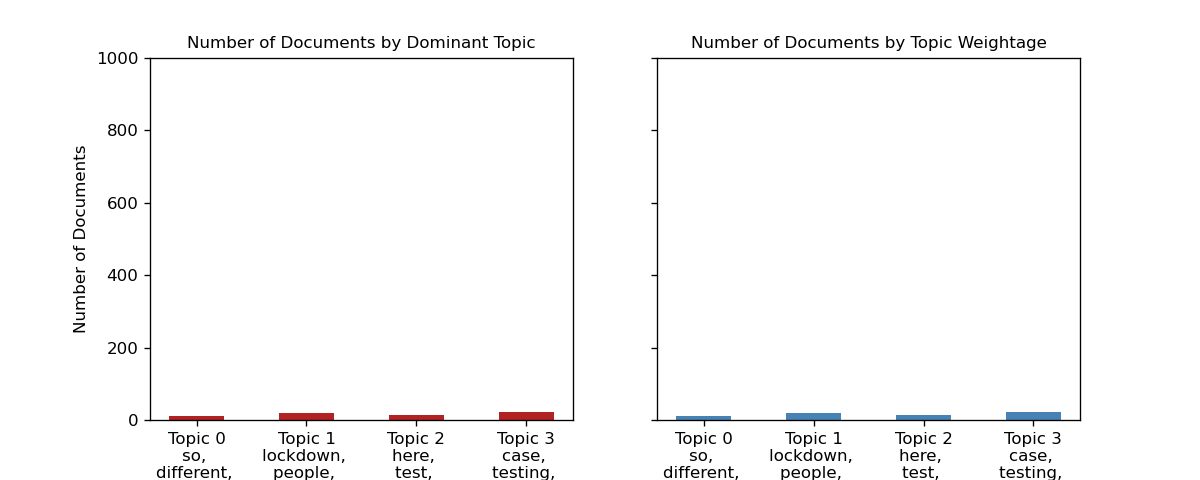 Number of Documents by Dominant Topic
Number of Documents
1000
800
600
400
200
0
Topic 0
so,
different,
Topic 1
lockdown,
people,
Topic 2
here,
test,
Topic 3
case,
testing,
Number of Documents by Topic Weightage
Topic 0
so,
different,
Topic 1
lockdown,
people,
Topic 2
here,
test,
Topic 3
case,
testing,